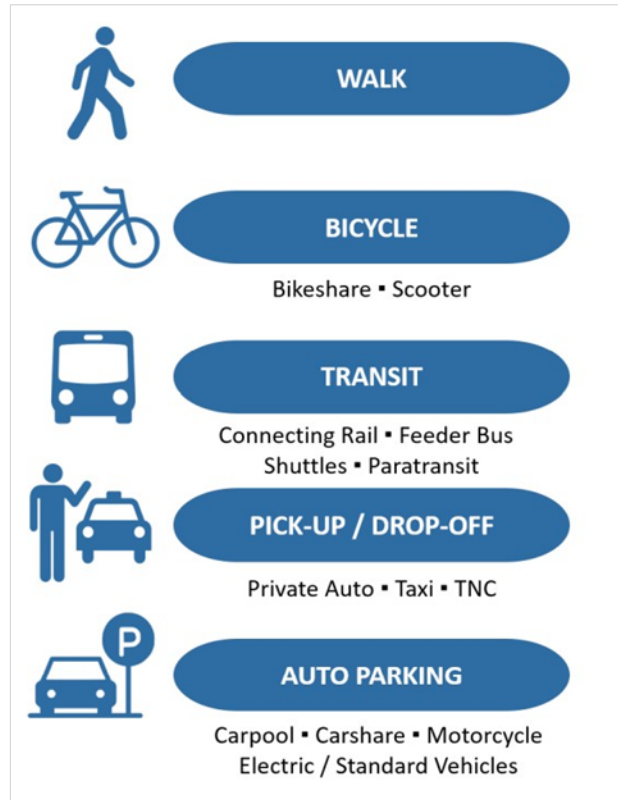 WALK
BICYCLE
Bikeshare ▪ Scooter
TRANSIT
Connecting Rail ▪ Feeder Bus
Shuttles ▪ Paratransit
PICK-UP / DROP-OFF
Private Auto ▪ Taxi ▪ TNC
P
AUTO PARKING
Carpool ▪ Carshare ▪ Motorcycle
Electric / Standard Vehicles